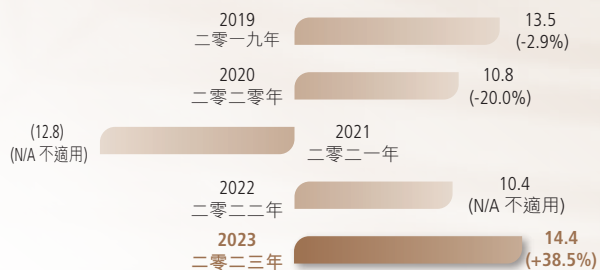 2019
二零一九年
13.5
(-2.9%)
2020
二零二零年
10.8
(-20.0%)
(12.8)
(N/A 不適用)
2021
二零二一年
2022
二零二二年
10.4
(N/A 不適用)
2023
二零二三年
14.4
(+38.5%)